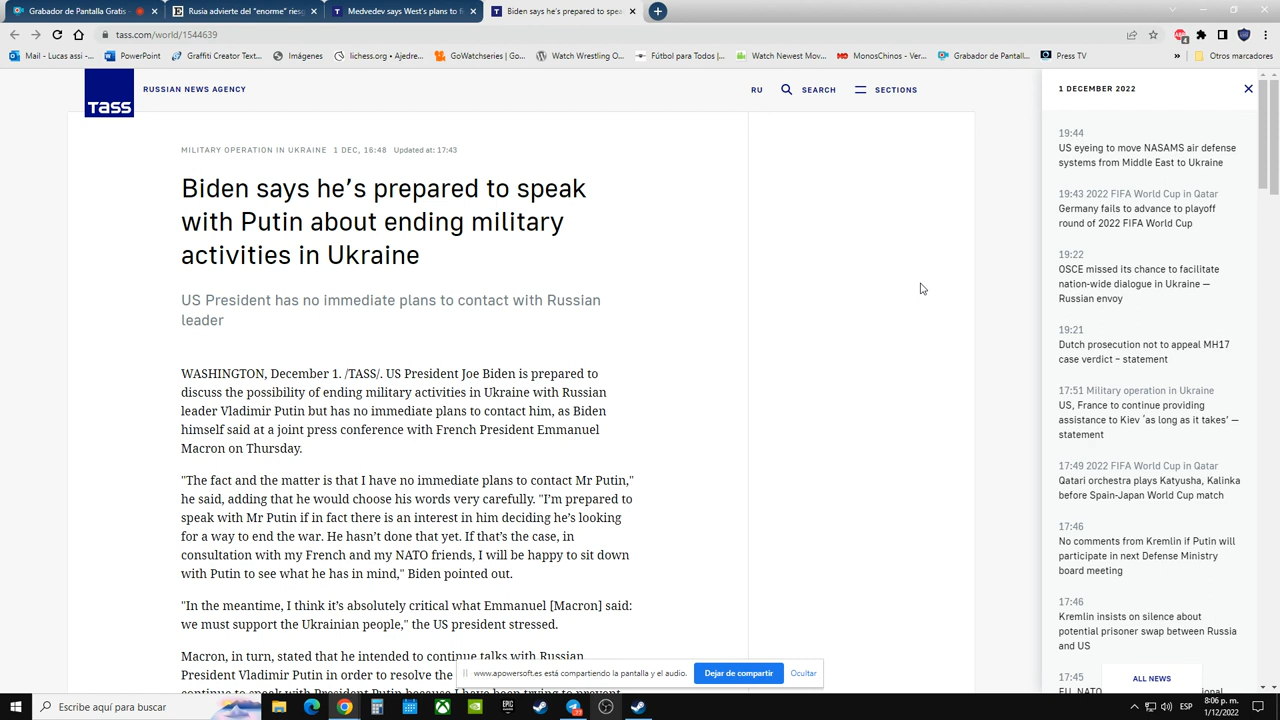 Grabador de Pantalla Gratis -
Rusia advierte del "enorme" ries
Medvedev says West's plans to fi
Biden says he's prepared to spe
tass.com/world/1544639
Mail - Lucas assi -...
PowerPoint
Graffiti Creator Text...
Imágenes
lichess.org • Ajedre...
GoWatchseries | Go...
Watch Wrestling O...
Fútbol para Todos |...
Watch Newest Mov...
MonosChinos - Ver...
Grabador de Pantal...
Press TV
»
Otros marcadores
TASS
RUSSIAN NEWS AGENCY
RU
SEARCH
SECTIONS
MILITARY OPERATION IN UKRAINE 1 DEC, 16:48 Updated at: 17:43
Biden says he's prepared to speak
with Putin about ending military
activities in Ukraine
US President has no immediate plans to contact with Russian
leader
WASHINGTON, December 1. /TASS/. US President Joe Biden is prepared to
discuss the possibility of ending military activities in Ukraine with Russian
leader Vladimir Putin but has no immediate plans to contact him, as Biden
himself said at a joint press conference with French President Emmanuel
Macron on Thursday.
"The fact and the matter is that I have no immediate plans to contact Mr Putin,"
he said, adding that he would choose his words very carefully. "I'm prepared to
speak with Mr Putin if in fact there is an interest in him deciding he's looking
for a way to end the war. He hasn't done that yet. If that's the case, in
consultation with my French and my NATO friends, I will be happy to sit down
with Putin to see what he has in mind," Biden pointed out.
"In the meantime, I think it's absolutely critical what Emmanuel [Macron] said:
we must support the Ukrainian people," the US president stressed.
Macron, in turn, stated that he intended to continue talks with Russian
President Vladimir Putin in order to resolve the
continue to speak with President Putin because I have been trying to prevent
1 DECEMBER 2022
19:44
US eyeing to move NASAMS air defense
systems from Middle East to Ukraine
19:43 2022 FIFA World Cup in Qatar
Germany fails to advance to playoff
round of 2022 FIFA World Cup
19:22
OSCE missed its chance to facilitate
nation-wide dialogue in Ukraine —
Russian envoy
19:21
Dutch prosecution not to appeal MH17
case verdict – statement
17:51 Military operation in Ukraine
US, France to continue providing
assistance to Kiev 'as long as it takes' —
statement
17:49 2022 FIFA World Cup in Qatar
Qatari orchestra plays Katyusha, Kalinka
before Spain-Japan World Cup match
17:46
No comments from Kremlin if Putin will
participate in next Defense Ministry
board meeting
17:46
Kremlin insists on silence about
potential prisoner swap between Russia
and US
17:45
ALL NEWS
www.apowersoft.es está compartiendo la pantalla y el audio.
Dejar de compartir
Ocultar
Escribe aquí para buscar
EPIC
ESP
8:06 p. m.
1/12/2022